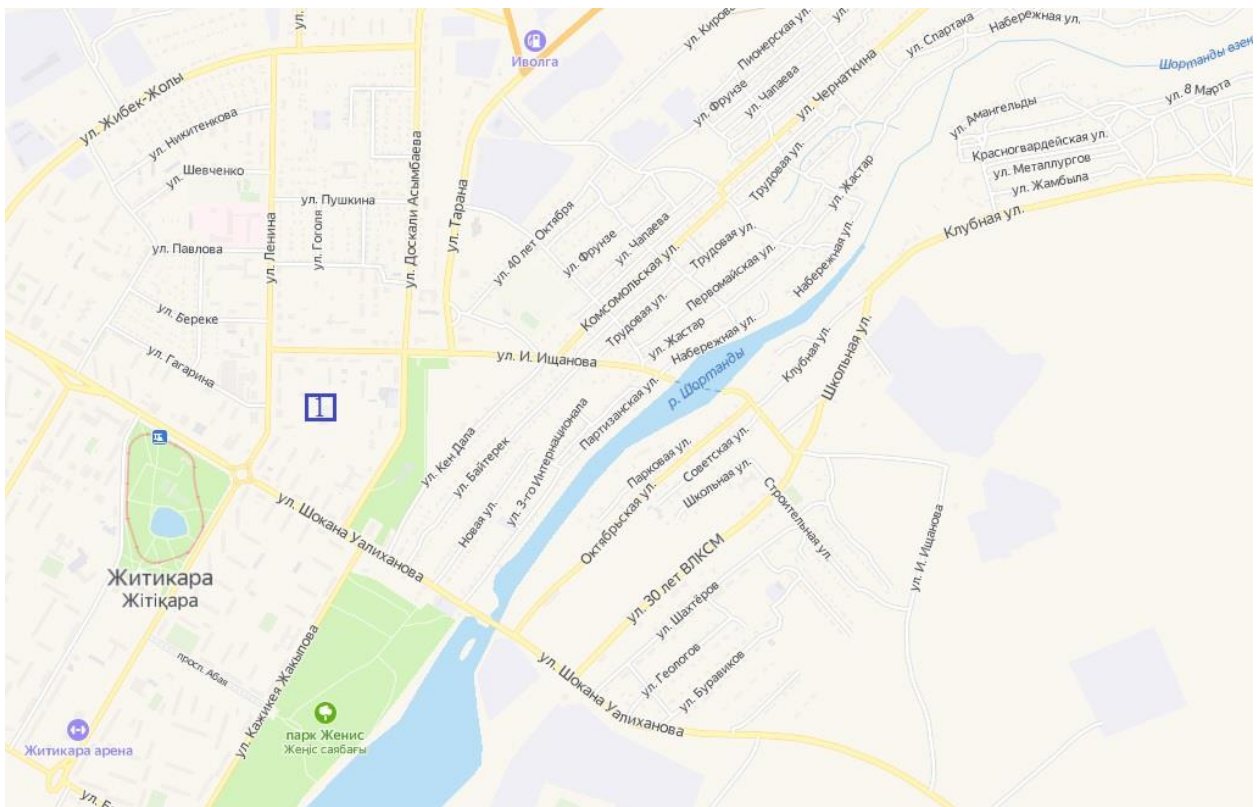 ул.
Иволга
ул. Киров
Пионерская ул.
ул.
ул. Спартака
Набережная ул.
Шортанды өзен
ул. Жибек-Жолы
ул. Никитенкова
ул. Фрунзе
ул. Чапаева
ул. Чернаткина
ул. Амангельды
ул. 8 Марта
ул.
Шевченко
ул. Доскали Асымбаева
Трудовая ул.
ул. Жастар
Красногвардейская ул.
ул. Металлургов
ул. Жамбыла
ул. Пушкина
ул. Тарана
ул. Ленина
ул. Гоголя
ул. Павлова
ул. 40 лет Октября
ул. Фрунзе
ул. Чапаева
Трудовая ул.
Клубная ул.
Комсомольская ул.
Первомайская ул.
Набережная ул.
ул. Береке
Трудовая ул.
ул. Жастар
Набережная ул.
ул. Гагарина
ул. И. Ищанова
р. Шортанды
Клубная ул.
Школьная ул.
1
Партизанская ул.
ул. Кен Дала
ул. Байтерек
ул. 3-го Интернационала
Новая ул.
Парковая ул.
Советская ул.
Школьная ул.
Октябрьская ул.
Строительная ул.
ул. Шокана Уалиханова
ул. 30 лет ВЛКСМ
ул. И. Ищанова
Житикара
Жітіқара
ул. Шахтёров
ул. Геологов
ул. Буравиков
ул. Шокана Уалиханова
просп. Абая
ул. Кажикея Жакыпова
парк Женис
Жеңіс саябағы
Житикара арена
ул. Б